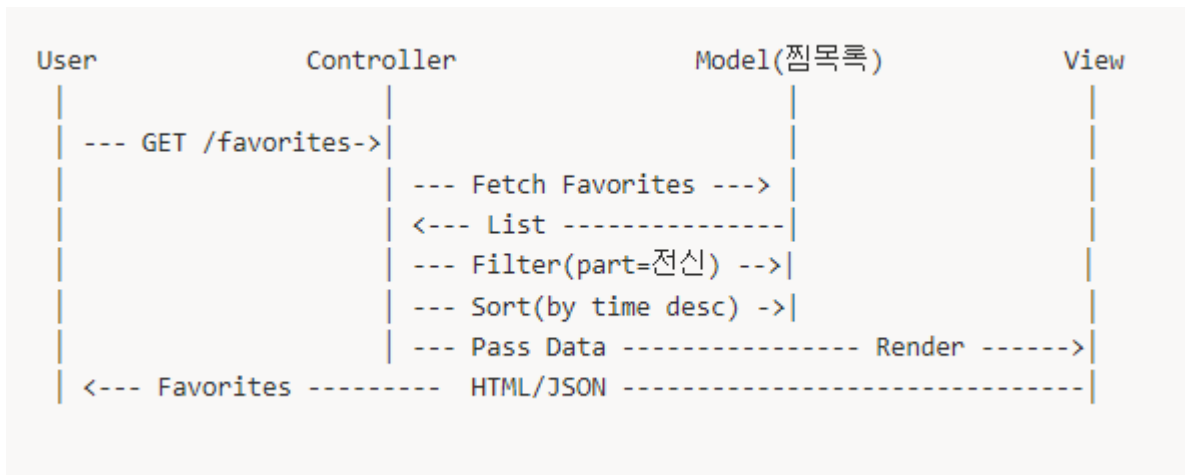 User Controller Model(찜목록) View
| | | |
| --- GET /favorites->| | |
| | --- Fetch Favorites ---> | |
| | <--- List ---------------| |
| | --- Filter(part=전신) -->| |
| | --- Sort(by time desc) ->| |
| | --- Pass Data ---------------- Render ------>|
| <--- Favorites --------- HTML/JSON ------------------------------|